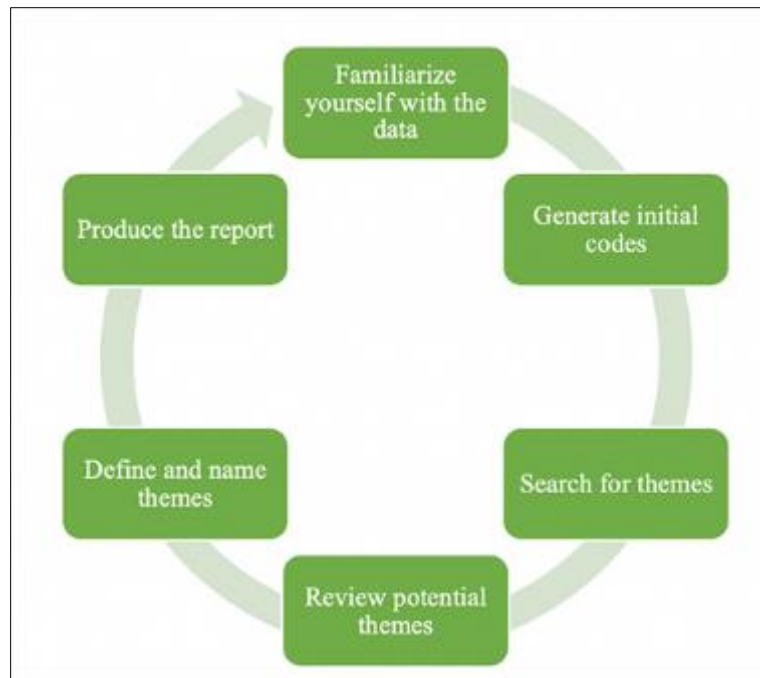 Familiarize
yourself with the
data
Generate initial
codes
Search for themes
Review potential
themes
Define and name
themes
Produce the report